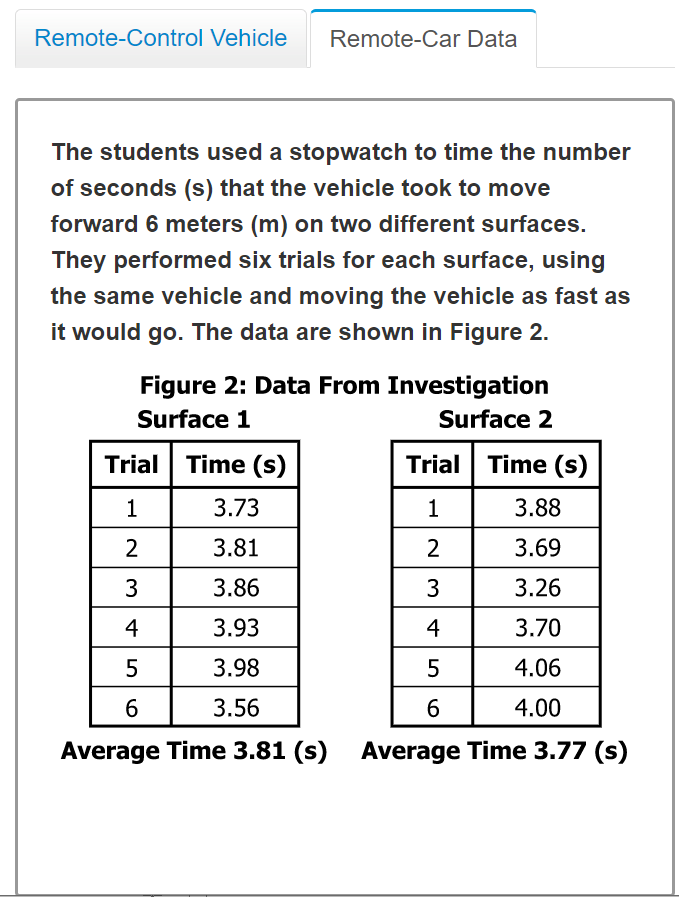 Remote-Control Vehicle Remote-Car Data
The students used a stopwatch to time the number
of seconds (s) that the vehicle took to move
forward 6 meters (m) on two different surfaces.
They performed six trials for each surface, using
the same vehicle and moving the vehicle as fast as
it would go. The data are shown in Figure 2.
Figure 2: Data From Investigation
Surface 1 Surface 2
Trial Time (s) Trial Time (s)
1 3.73 1 3.88
2 3.81 2 3.69
3 3.86 3 3.26
4 3.93 4 3.70
5 3.98 5 4.06
6 3.56 6 4.00
Average Time 3.81 (s) Average Time 3.77 (s)